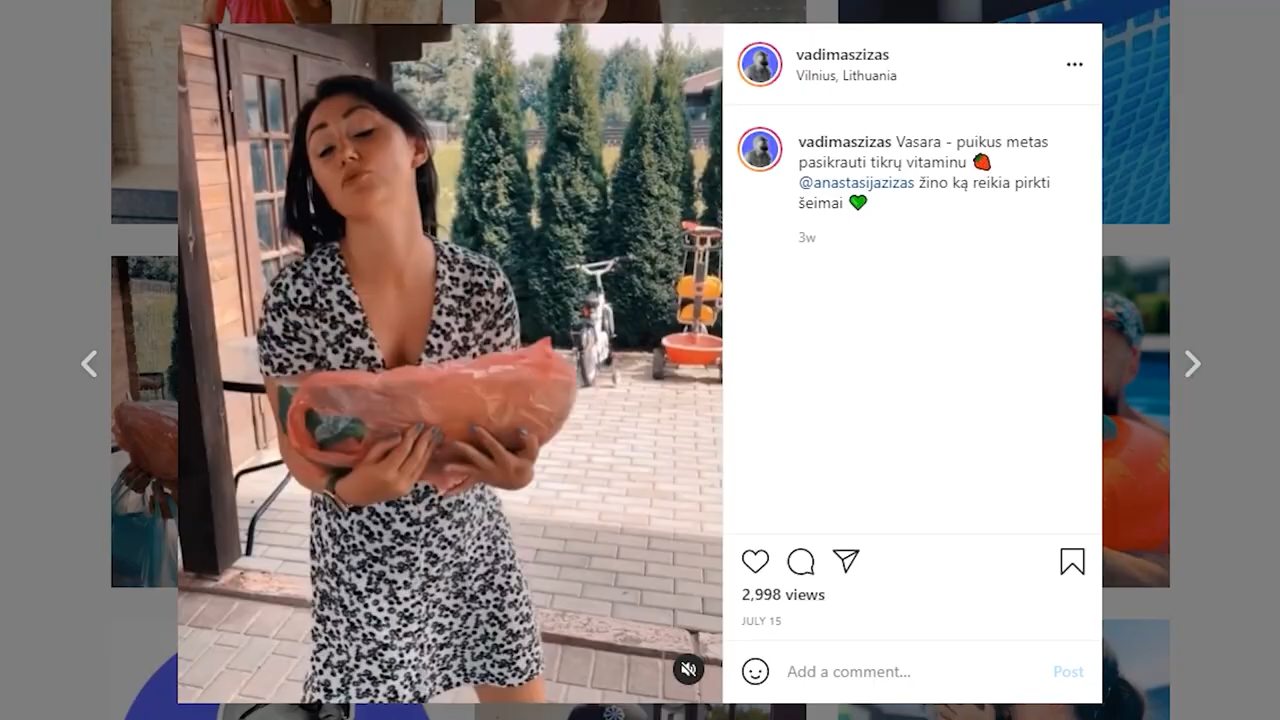 vadimaszizas
Vilnius, Lithuania
vadimaszizas Vasara - puikus metas
pasikrauti tikrų vitaminu 🍓
@anastasijazizas žino ką reikia pirkti
šeimai 💚
3w
2,998 views
JULY 15
Add a comment...
Post